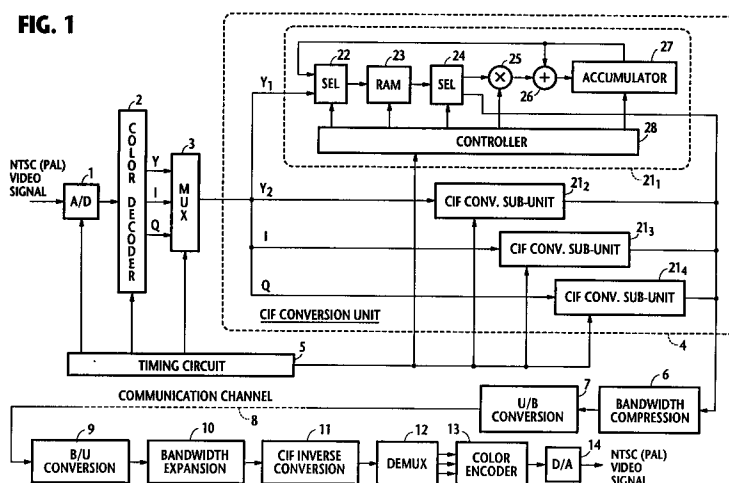 FIG. 1
22
23
24
25
27
SEL
RAM
SEL
×
+
26
ACCUMULATOR
Y1
CONTROLLER
28
2
COLOR DECODER
3
MUX
Y
I
Q
NTSC (PAL)
VIDEO
SIGNAL
1
A/D
211
Y2
212
CIF CONV. SUB-UNIT
I
213
CIF CONV. SUB-UNIT
Q
214
CIF CONV. SUB-UNIT
CIF CONVERSION UNIT
4
5
TIMING CIRCUIT
COMMUNICATION CHANNEL
8
7
U/B
CONVERSION
6
BANDWIDTH
COMPRESSION
9
B/U
CONVERSION
10
BANDWIDTH
EXPANSION
11
CIF INVERSE
CONVERSION
12
DEMUX
13
COLOR
ENCODER
14
D/A
NTSC (PAL)
VIDEO
SIGNAL